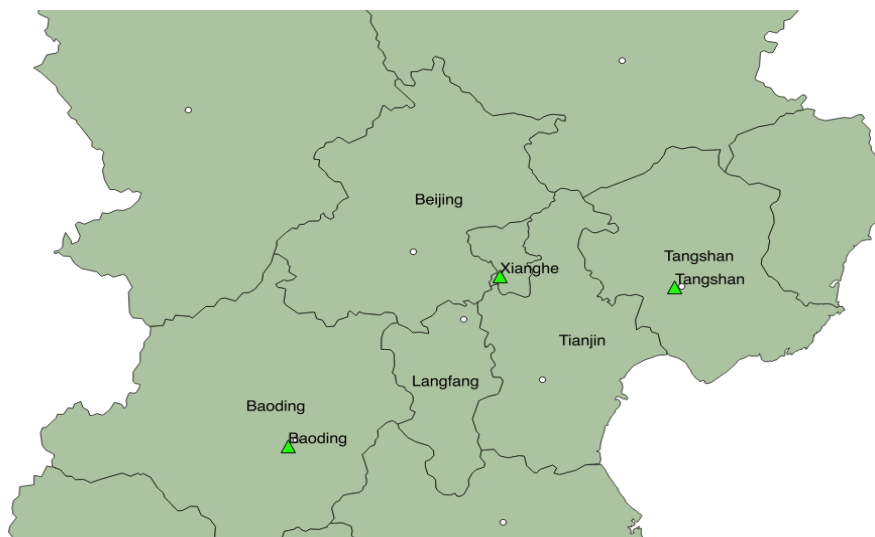 Beijing
Xianghe
Tangshan
Tangshan
Tianjin
Langfang
Baoding
Baoding